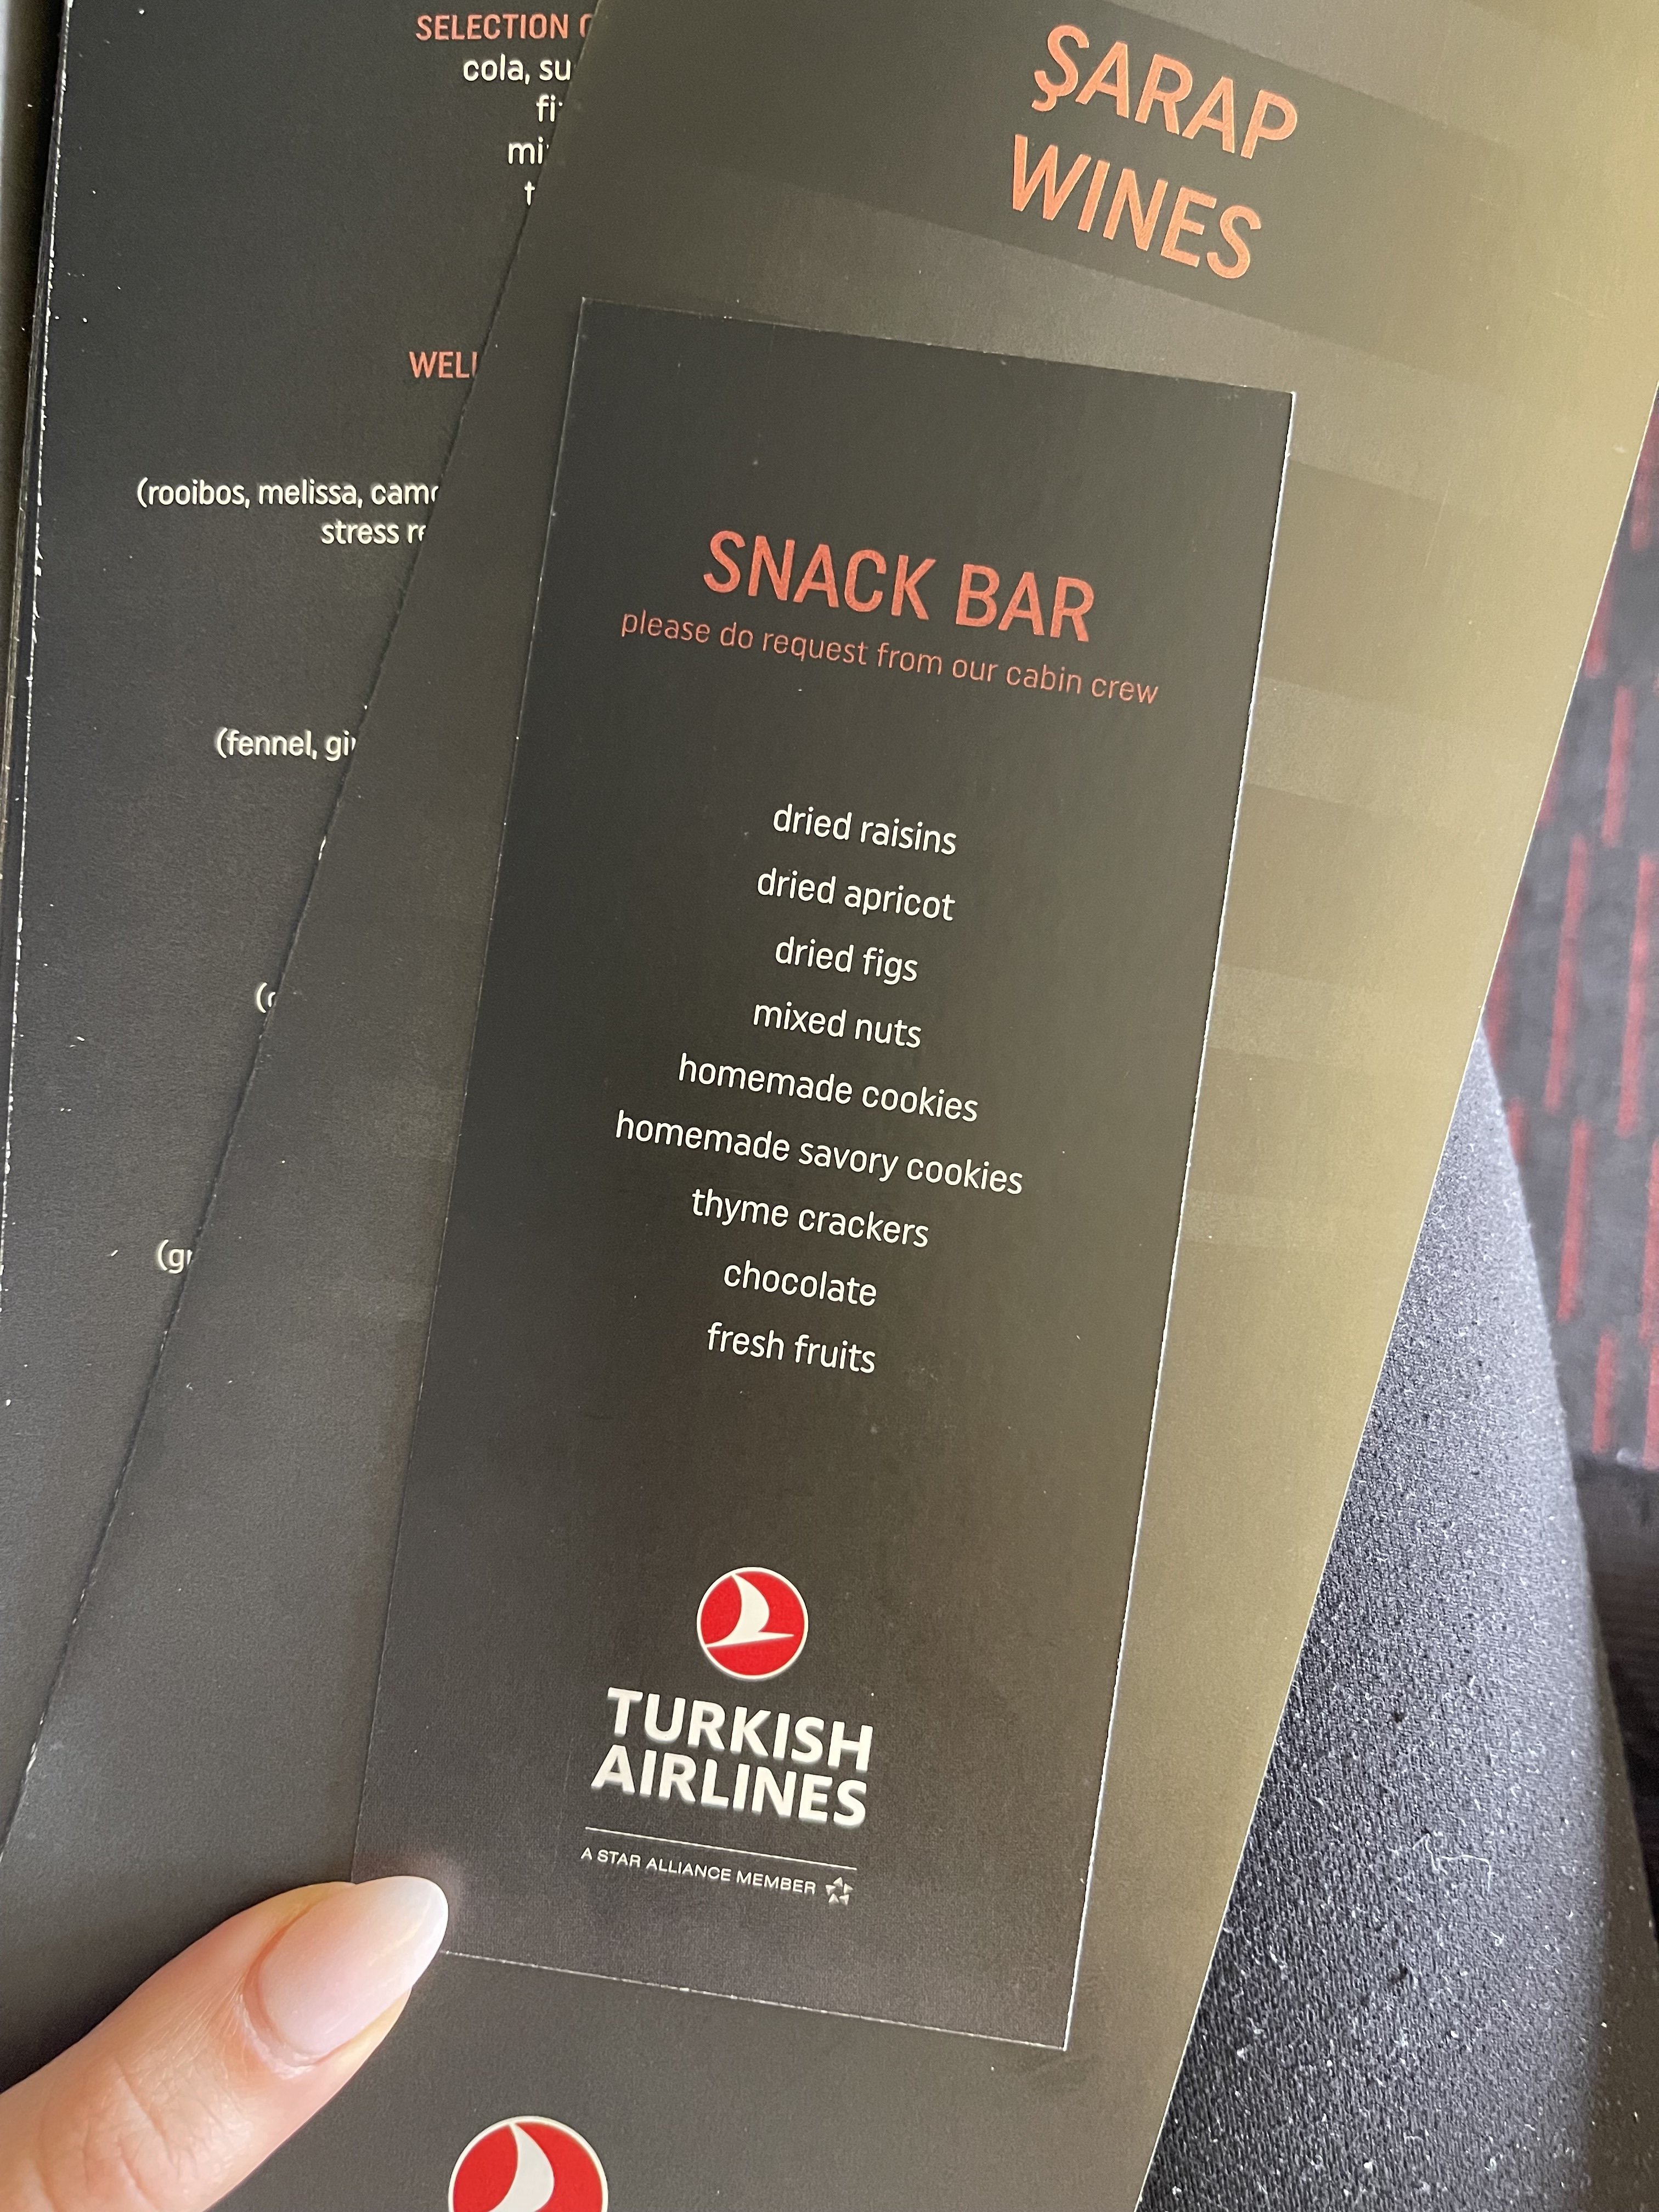 SELECTION
cola,
WINES
ŞARAP
(rooibos, melissa,
stress
(fennel,
SNACK BAR
please do request from our cabin crew
dried raisins
dried apricot
dried figs
mixed nuts
homemade cookies
homemade savory cookies
thyme crackers
chocolate
fresh fruits
TURKISH
AIRLINES
A STAR ALLIANCE MEMBER